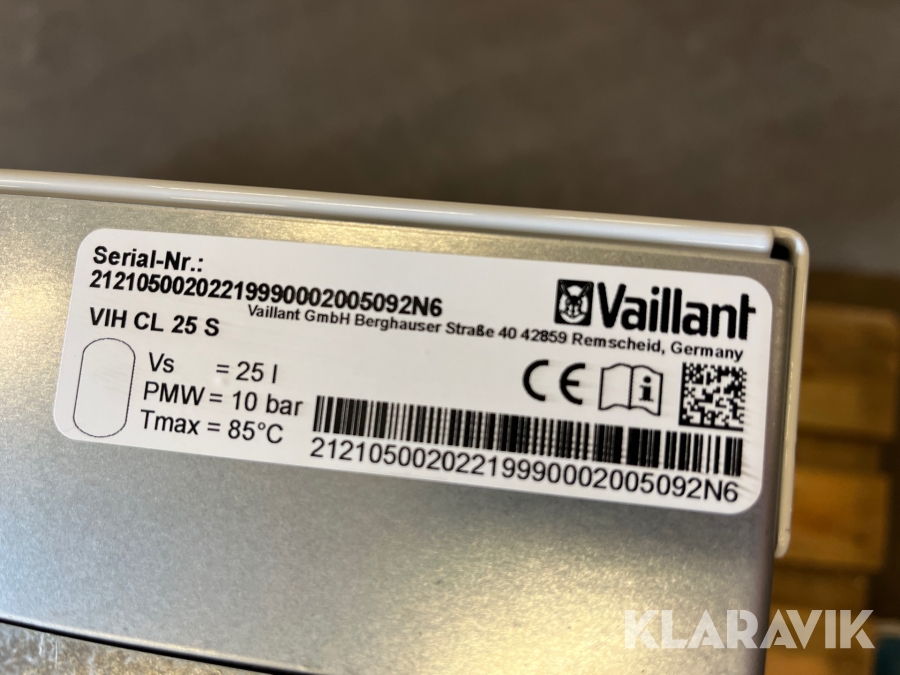 Serial-Nr.:
21210500202219990002005092N6
Vaillant
Vaillant GmbH Berghauser Straße 40 42859 Remscheid, Germany
VIH CL 25 S
Vs = 25 l
PMW = 10 bar
Tmax = 85°C
CE
i
21210500202219990002005092N6
KLARAVIK